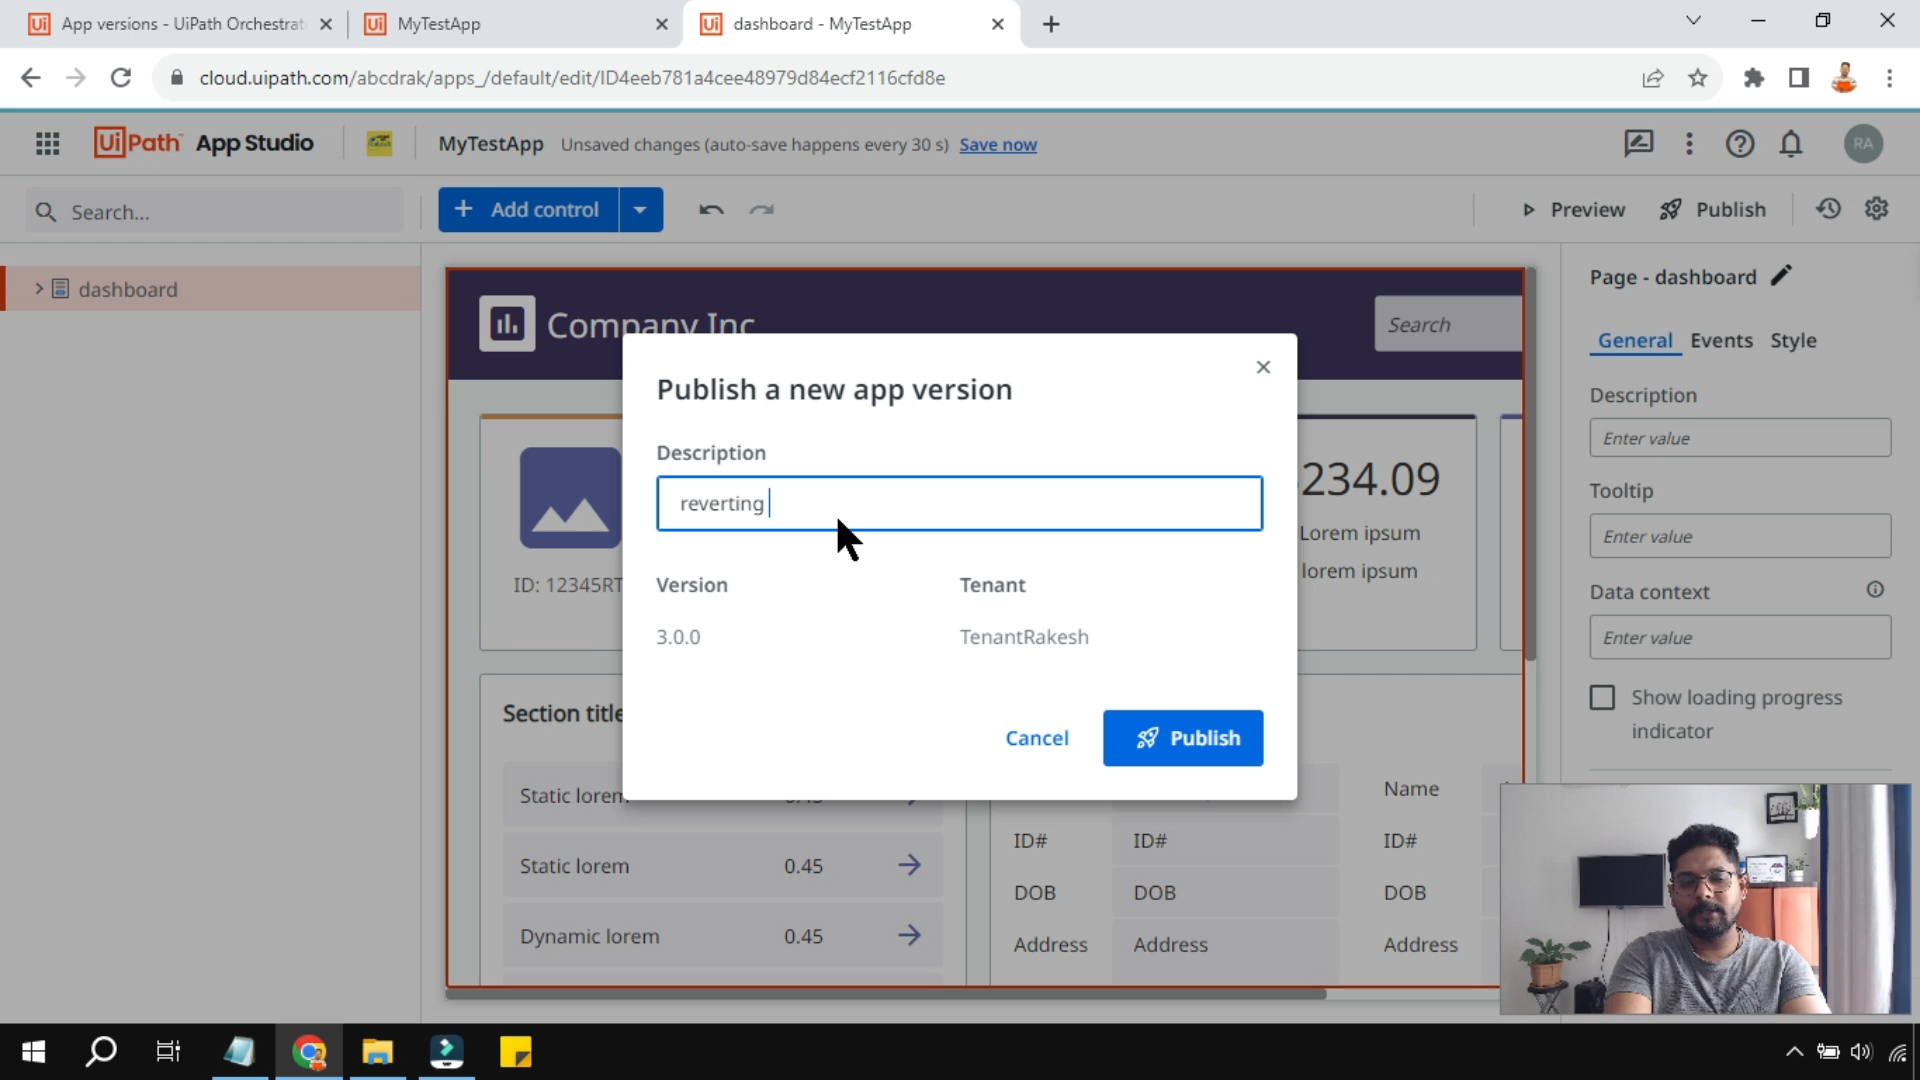 App versions - UiPath Orchestrat
MyTestApp
dashboard - MyTestApp
cloud.uipath.com/abcdrak/apps_/default/edit/ID4eeb781a4cee48979d84ecf2116cfd8e
UiPath™ App Studio
MyTestApp Unsaved changes (auto-save happens every 30 s) Save now
RA
Search...
Add control
Preview
Publish
dashboard
Company Inc
Search
Page - dashboard
General Events Style
Description
Enter value
Tooltip
Enter value
Data context
Enter value
Show loading progress
indicator
Publish a new app version
Description
reverting
Version Tenant
3.0.0 TenantRakesh
Cancel Publish
ID: 12345RT
234.09
Lorem ipsum
lorem ipsum
Section title
Static lorem
Static lorem 0.45
Dynamic lorem 0.45
Name
ID# ID# ID#
DOB DOB DOB
Address Address Address